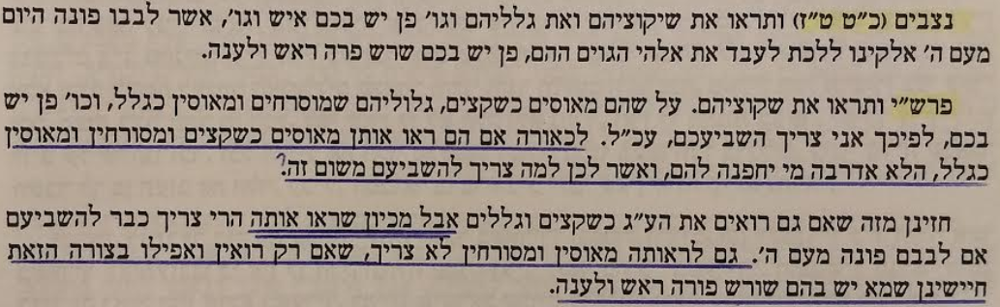 נצבים (כ״ט ט״ז) ותראו את שיקוציהם ואת גלליהם וגו׳ פן יש בכם איש וגו׳, אשר לבבו פונה היום
מעם ה׳ אלקינו ללכת לעבד את אלהי הגוים ההם, פן יש בכם שרש פרה ראש ולענה.
פרש״י ותראו את שקוציהם. על שהם מאוסים כשקצים, גלוליהם שמוסרחים ומאוסין כגלל, וכו׳ פן יש
בכם, לפיכך אני צריך השביעכם, עכ״ל. לכאורה אם הם ראו אותן מאוסים כשקצים ומסורחין ומאוסין
כגלל, הלא אדרבה מי יחפנה להם, ואשר לכן למה צריך להשביעם משום זה?
חזינן מזה שאם גם רואים את הע״ג כשקצים וגללים אבל מכיון שראו אותה הרי צריך כבר להשביעם
אם לבבם פונה מעם ה׳. גם לראותה מאוסין ומסורחין לא צריך, שאם רק רואין ואפילו בצורה הזאת
חיישינן שמא יש בהם שורש פורה ראש ולענה.